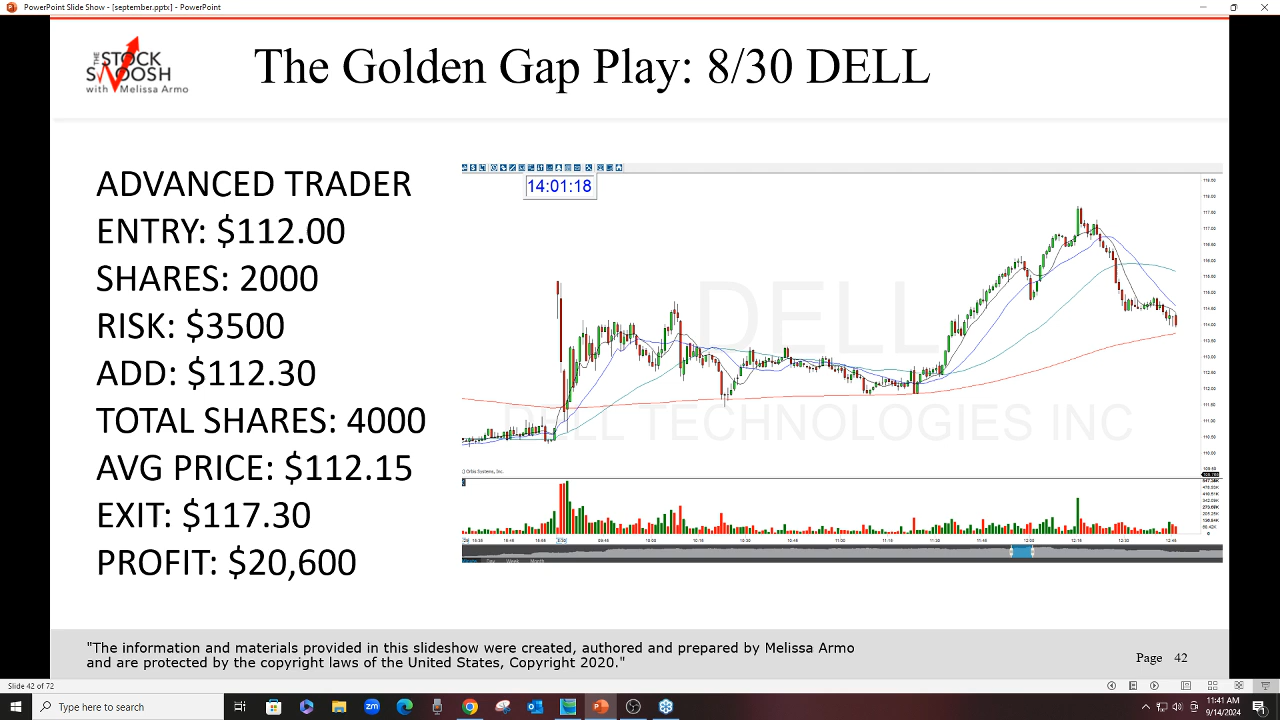 PowerPoint Slide Show - [september.pptx] - PowerPoint
THE
STOCK
SWOOSH
with Melissa Armo
The Golden Gap Play: 8/30 DELL
ADVANCED TRADER
ENTRY: $112.00
SHARES: 2000
RISK: $3500
ADD: $112.30
TOTAL SHARES: 4000
AVG PRICE: $112.15
EXIT: $117.30
PROFIT: $20,600
14:01:18
DELL
DELL TECHNOLOGIES INC
Day Week Month
"The information and materials provided in this slideshow were created, authored and prepared by Melissa Armo
and are protected by the copyright laws of the United States, Copyright 2020."
Page 42
Slide 42 of 72
Type here to search
11:41 AM
9/14/2024